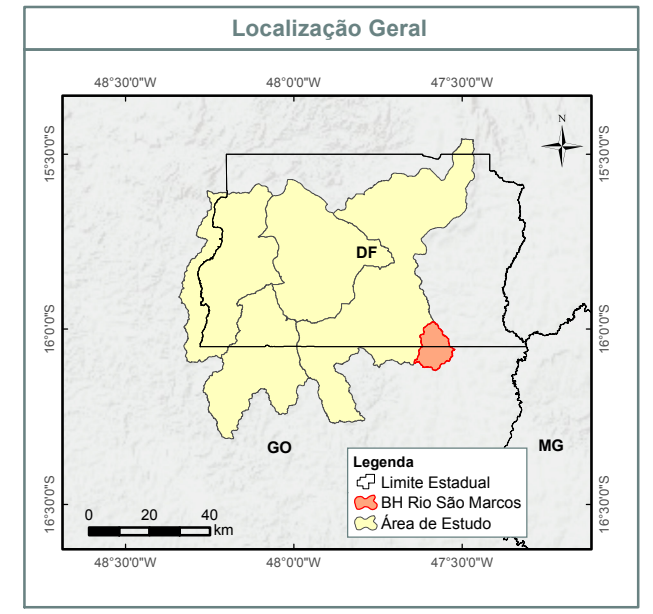 Localização Geral
48°30'0"W 48°0'0"W 47°30'0"W
N
15°30'0"S 15°30'0"S
DF
16°0'0"S 16°0'0"S
GO
MG
Legenda
Limite Estadual
BH Rio São Marcos
Área de Estudo
16°30'0"S 16°30'0"S
0 20 40
km
48°30'0"W 48°0'0"W 47°30'0"W